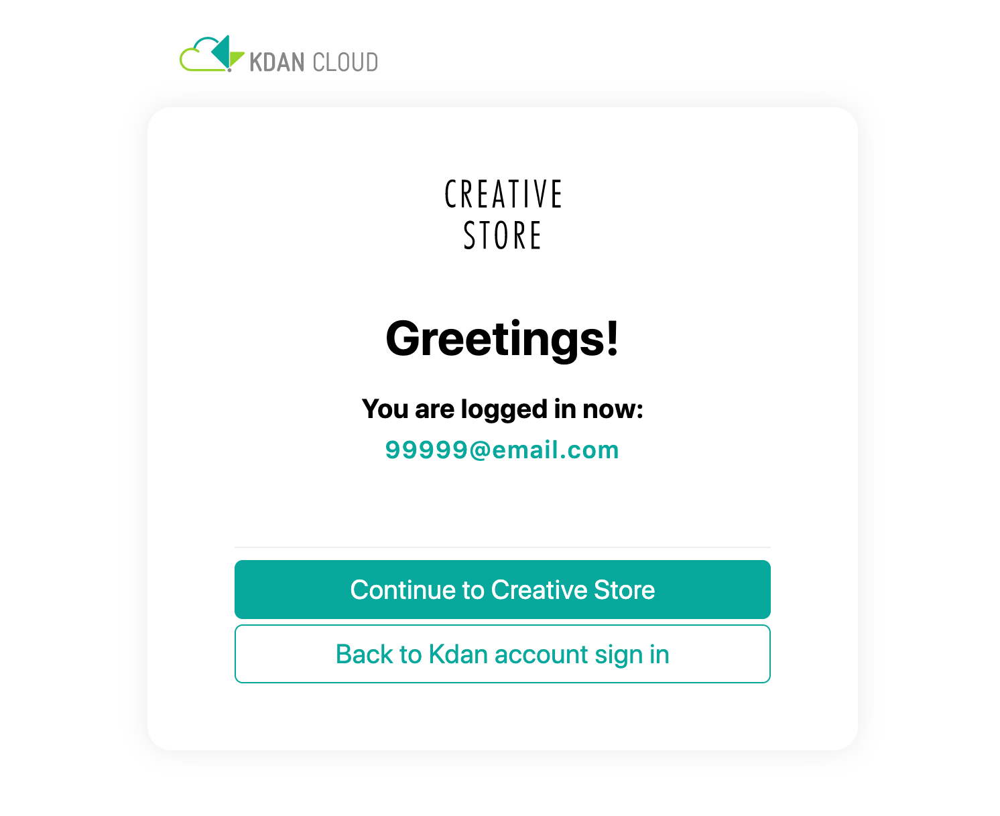 KDAN CLOUD
CREATIVE
STORE
Greetings!
You are logged in now:
99999@email.com
Continue to Creative Store
Back to Kdan account sign in